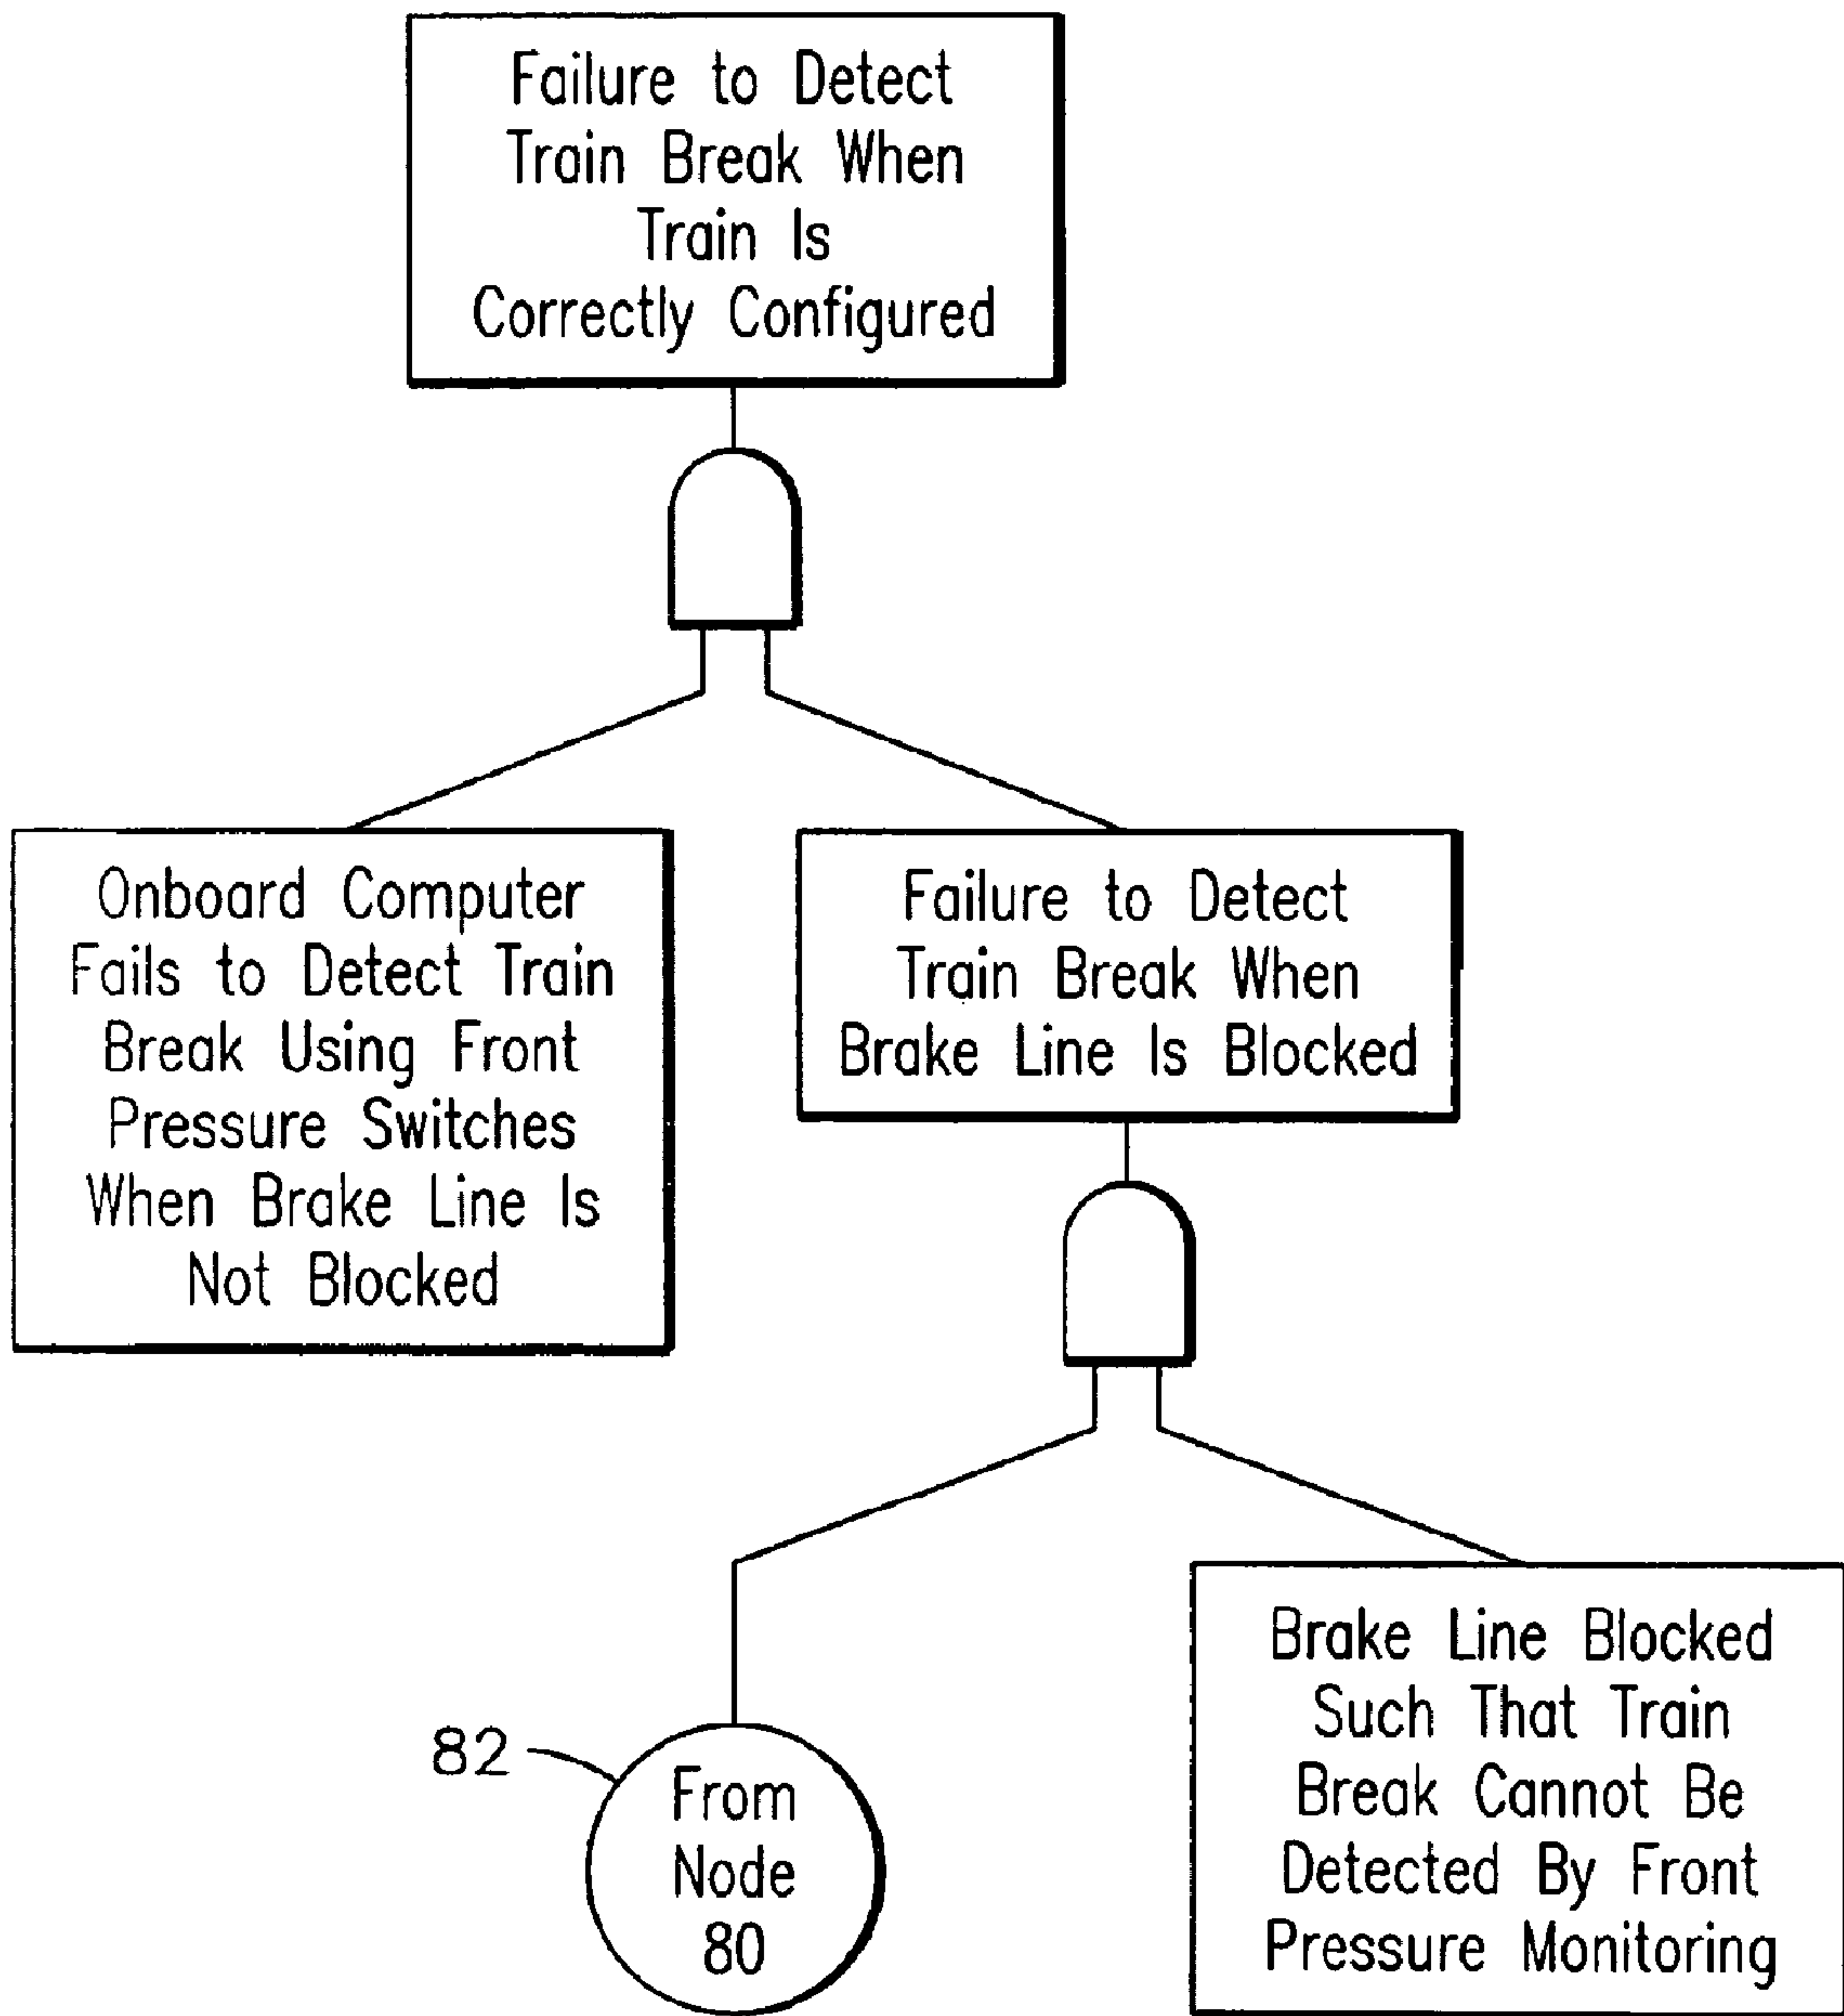 Failure to Detect
Train Break When
Train Is
Correctly Configured
Onboard Computer
Fails to Detect Train
Break Using Front
Pressure Switches
When Brake Line Is
Not Blocked
Failure to Detect
Train Break When
Brake Line Is Blocked
82
From
Node
80
Brake Line Blocked
Such That Train
Break Cannot Be
Detected By Front
Pressure Monitoring